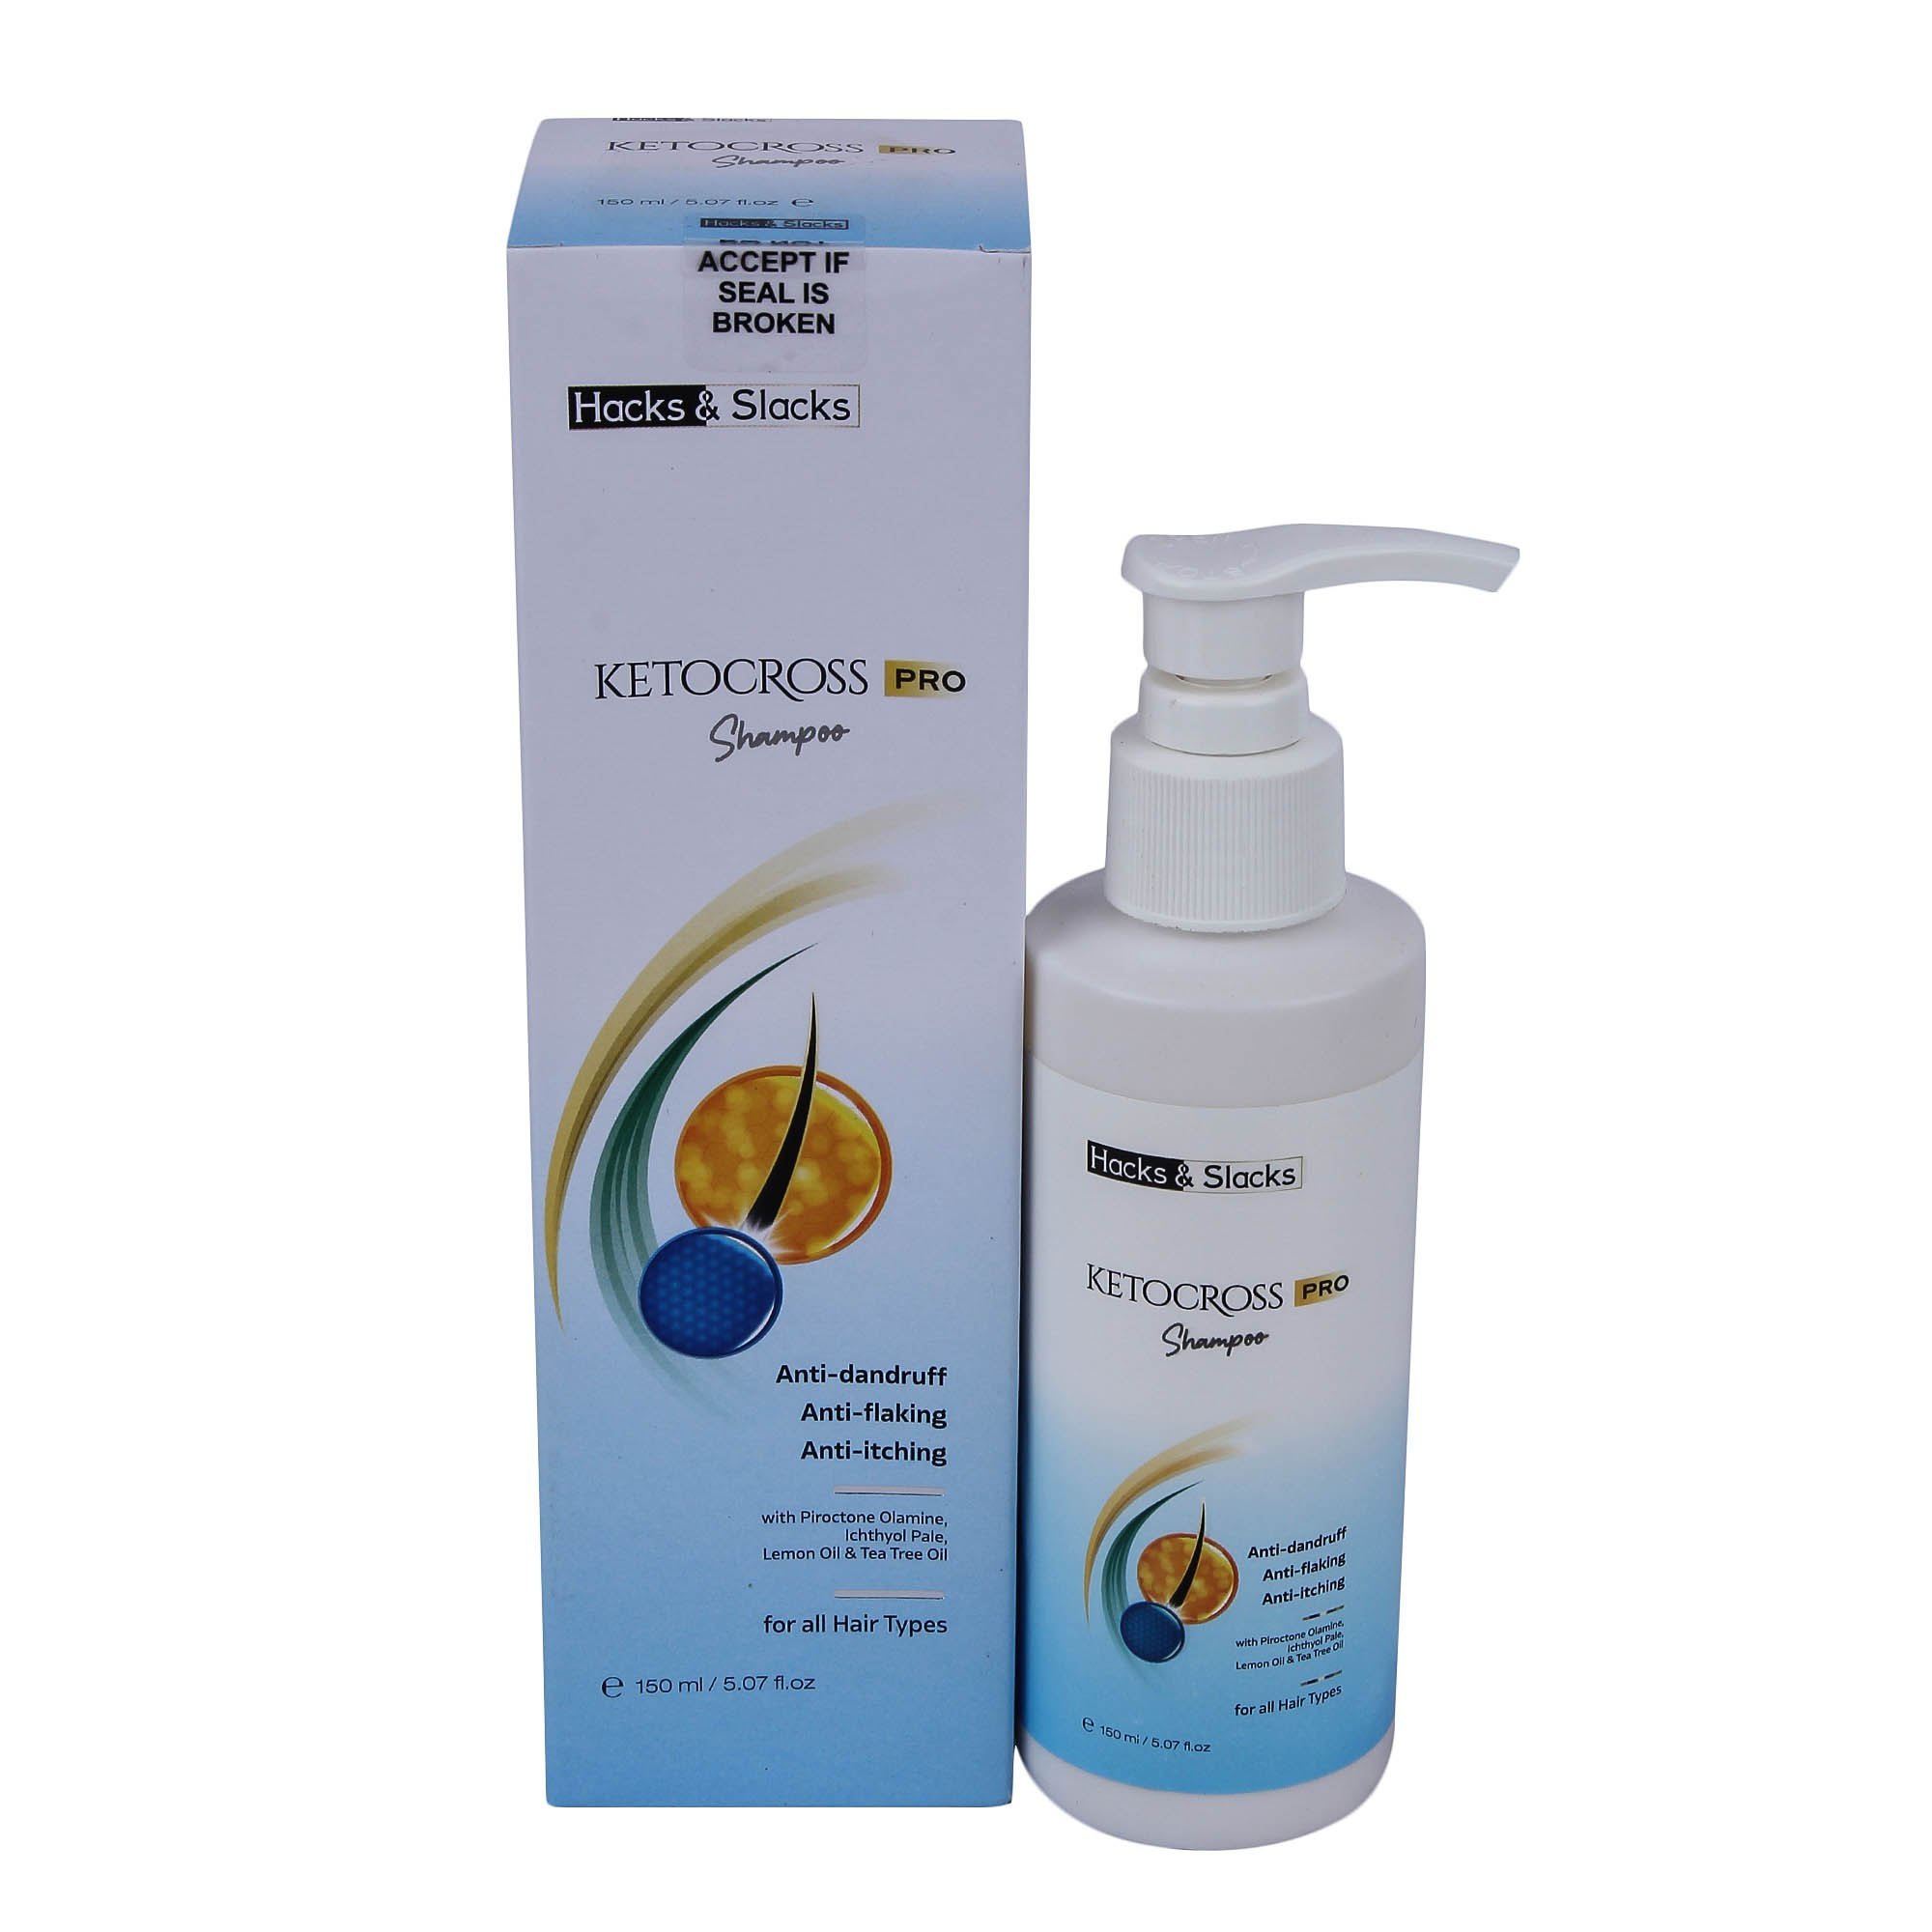 Hacks & Slacks
KETOCROSS PRO
Shampoo
150 ml / 5.07 fl.oz ℮
Hacks & Slacks
ACCEPT IF
SEAL IS
BROKEN
Hacks & Slacks
KETOCROSS PRO
Shampoo
Anti-dandruff
Anti-flaking
Anti-itching
with Piroctone Olamine,
Ichthyol Pale,
Lemon Oil & Tea Tree Oil
for all Hair Types
℮ 150 ml / 5.07 fl.oz
Hacks & Slacks
KETOCROSS PRO
Shampoo
Anti-dandruff
Anti-flaking
Anti-itching
with Piroctone Olamine,
Ichthyol Pale,
Lemon Oil & Tea Tree Oil
for all Hair Types
℮ 150 ml / 5.07 fl.oz